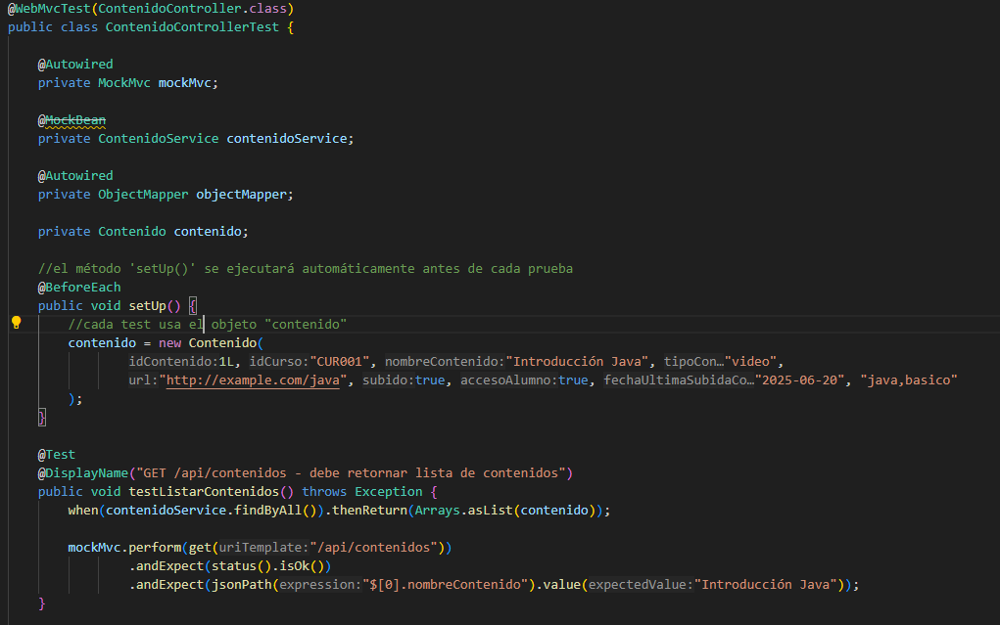 @WebMvcTest(ContenidoController.class)
public class ContenidoControllerTest {
@Autowired
private MockMvc mockMvc;
@MockBean
private ContenidoService contenidoService;
@Autowired
private ObjectMapper objectMapper;
private Contenido contenido;
//el método 'setUp()' se ejecutará automáticamente antes de cada prueba
@BeforeEach
public void setUp() {
//cada test usa el objeto "contenido"
contenido = new Contenido(
idContenido:1L, idCurso:"CUR001", nombreContenido:"Introducción Java", tipoCon…"video",
url:"http://example.com/java", subido:true, accesoAlumno:true, fechaUltimaSubidaCo…"2025-06-20", "java,basico"
);
}
@Test
@DisplayName("GET /api/contenidos - debe retornar lista de contenidos")
public void testListarContenidos() throws Exception {
when(contenidoService.findByAll()).thenReturn(Arrays.asList(contenido));
mockMvc.perform(get(uriTemplate:"/api/contenidos"))
.andExpect(status().isOk())
.andExpect(jsonPath(expression:"$[0].nombreContenido").value(expectedValue:"Introducción Java"));
}